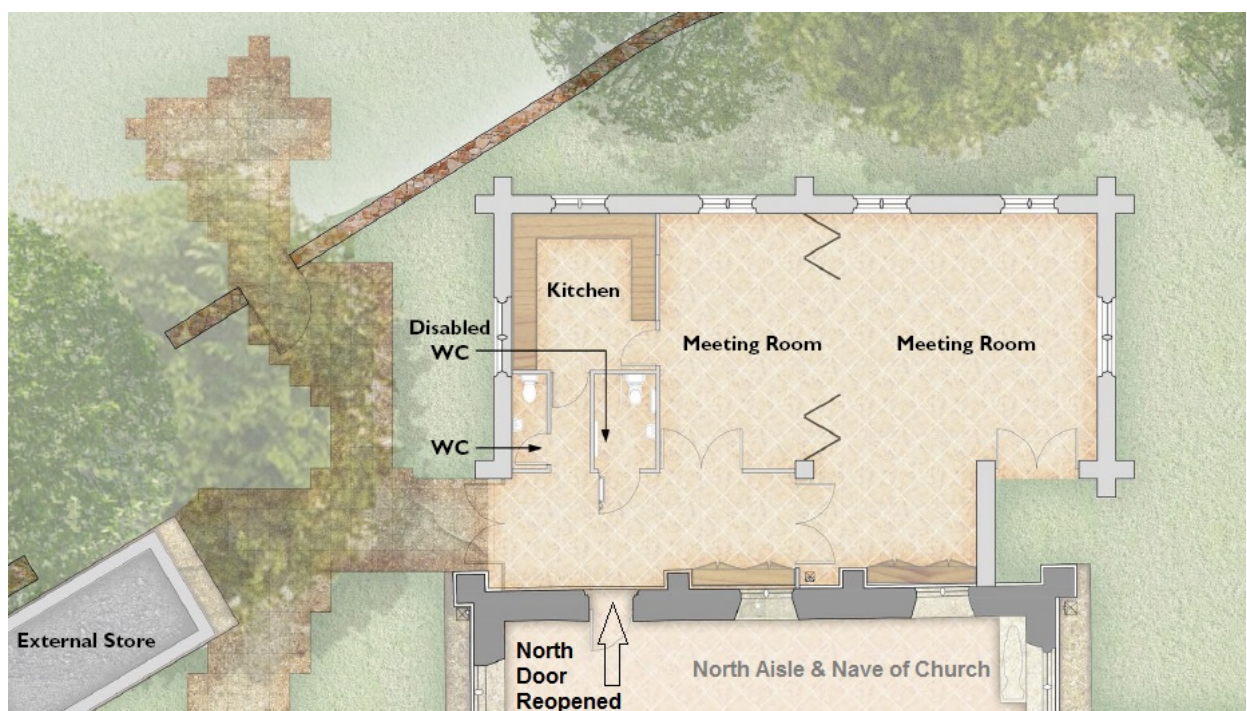 Kitchen
Disabled
WC
Meeting Room
Meeting Room
WC
External Store
North
Door
Reopened
North Aisle & Nave of Church